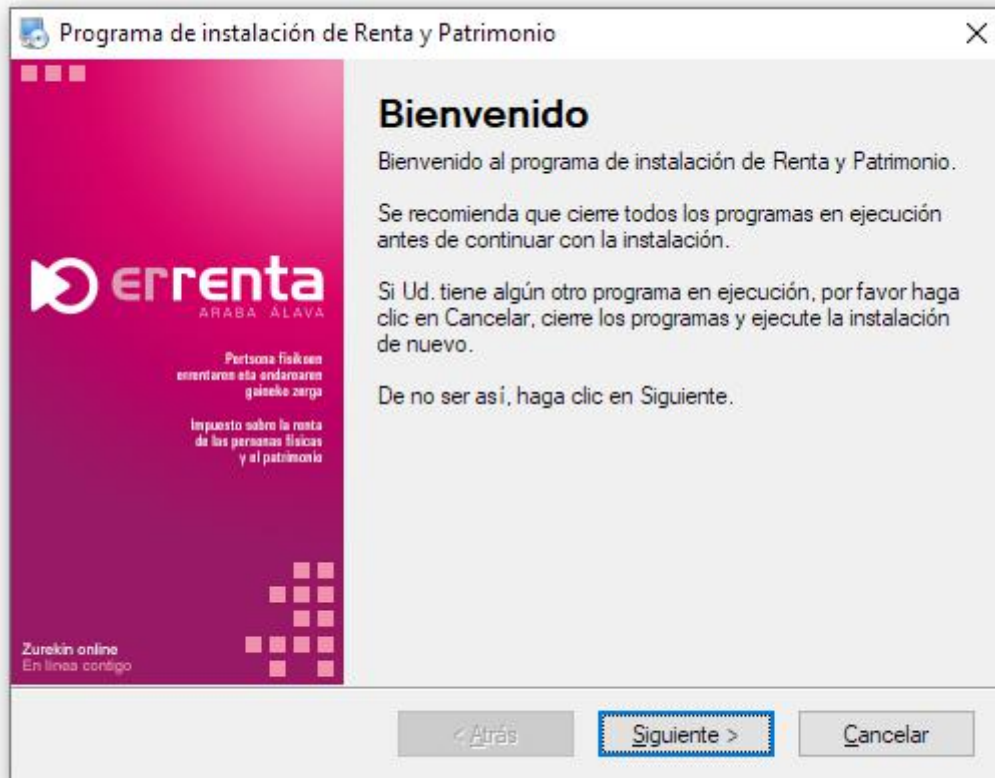 Programa de instalación de Renta y Patrimonio
errenta
ARABA ÁLAVA
Pertsona fisikoen
errentaren eta ondarearen
gaineko zerga
Impuesto sobre la renta
de las personas físicas
y el patrimonio
Zurekin online
En línea contigo
Bienvenido
Bienvenido al programa de instalación de Renta y Patrimonio.
Se recomienda que cierre todos los programas en ejecución
antes de continuar con la instalación.
Si Ud. tiene algún otro programa en ejecución, por favor haga
clic en Cancelar, cierre los programas y ejecute la instalación
de nuevo.
De no ser así, haga clic en Siguiente.
< Atrás
Siguiente >
Cancelar